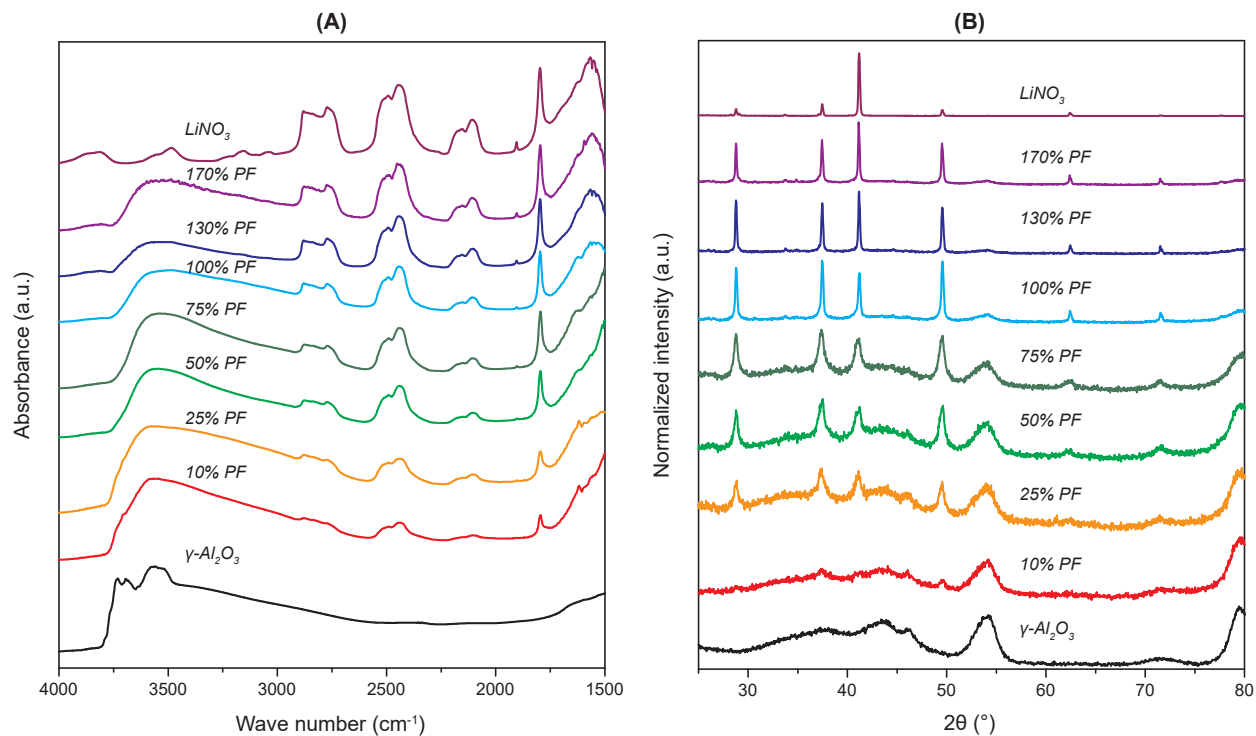 (A)
LiNO₃
170% PF
130% PF
100% PF
75% PF
50% PF
25% PF
10% PF
γ-Al₂O₃
Absorbance (a.u.)
4000 3500 3000 2500 2000 1500
Wave number (cm⁻¹)
(B)
LiNO₃
170% PF
130% PF
100% PF
75% PF
50% PF
25% PF
10% PF
γ-Al₂O₃
Normalized intensity (a.u.)
30 40 50 60 70 80
2θ (°)